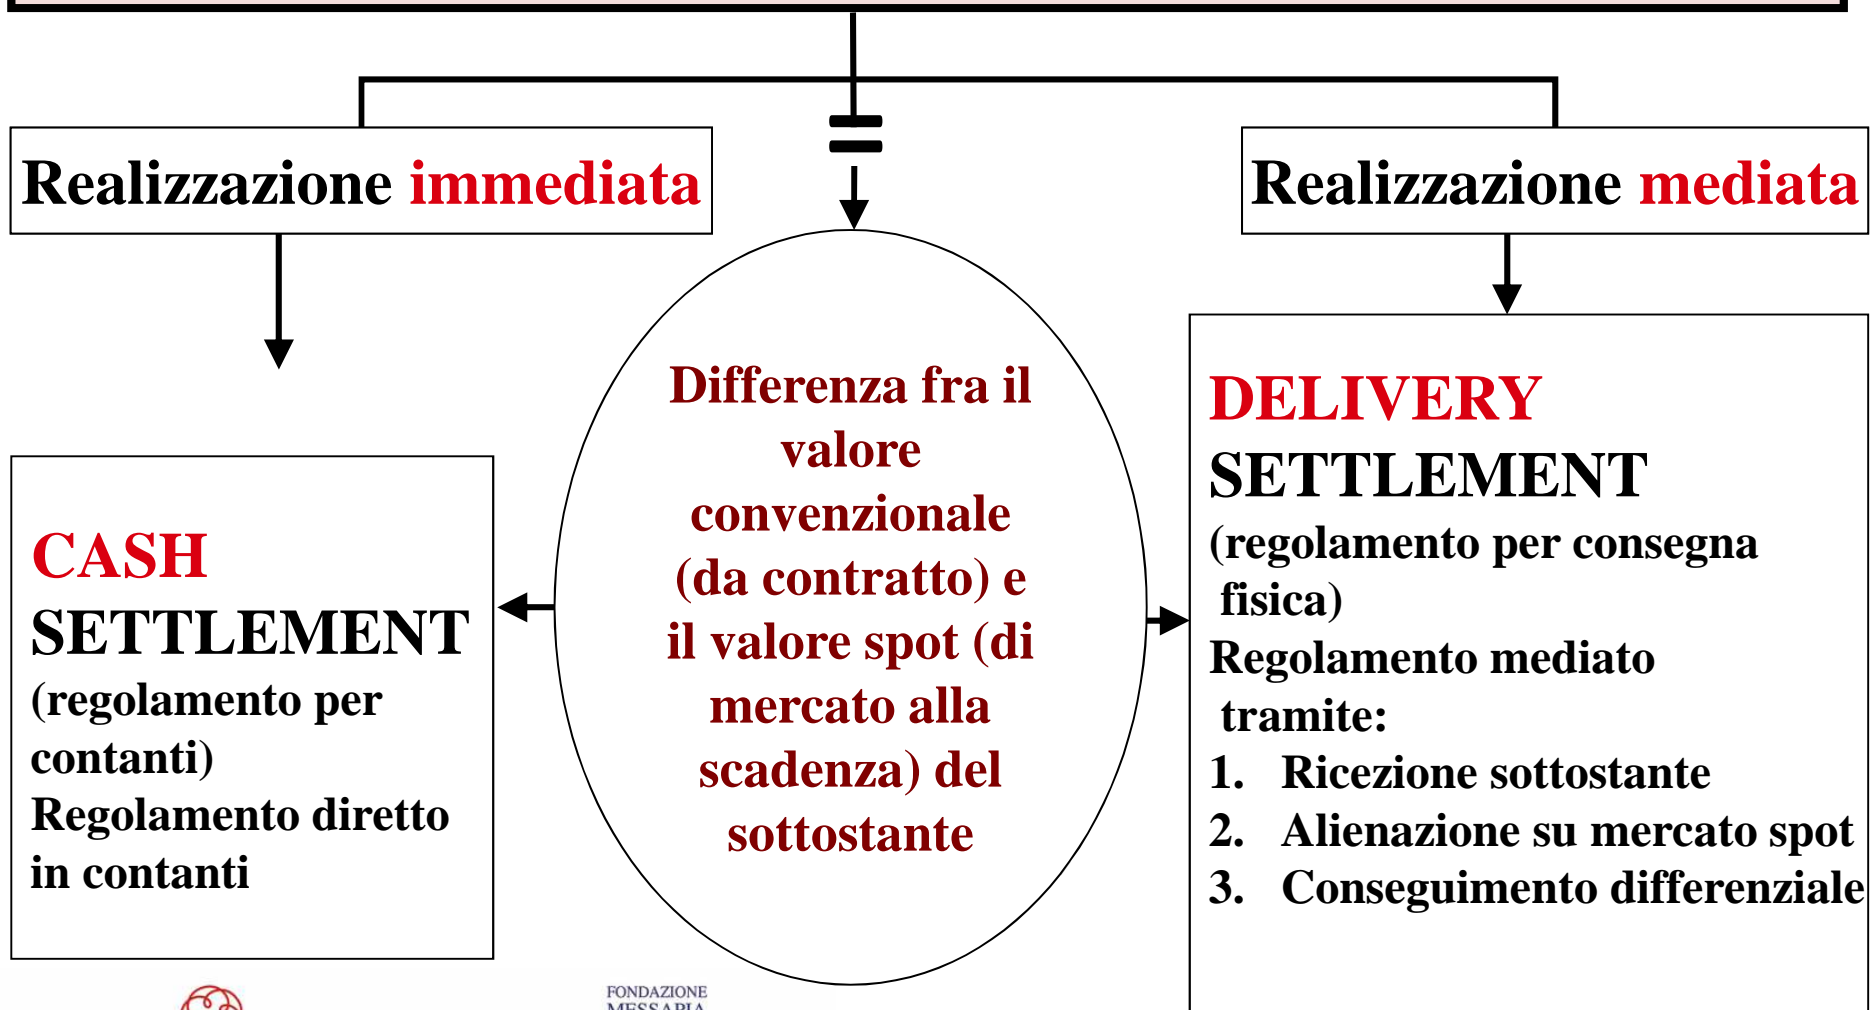 Realizzazione immediata
Realizzazione mediata
Differenza fra il
valore
convenzionale
(da contratto) e
il valore spot (di
mercato alla
scadenza) del
sottostante
CASH
SETTLEMENT
(regolamento per
contanti)
Regolamento diretto
in contanti
DELIVERY
SETTLEMENT
(regolamento per consegna
fisica)
Regolamento mediato
tramite:
1. Ricezione sottostante
2. Alienazione su mercato spot
3. Conseguimento differenziale
FONDAZIONE
MESSAPIA